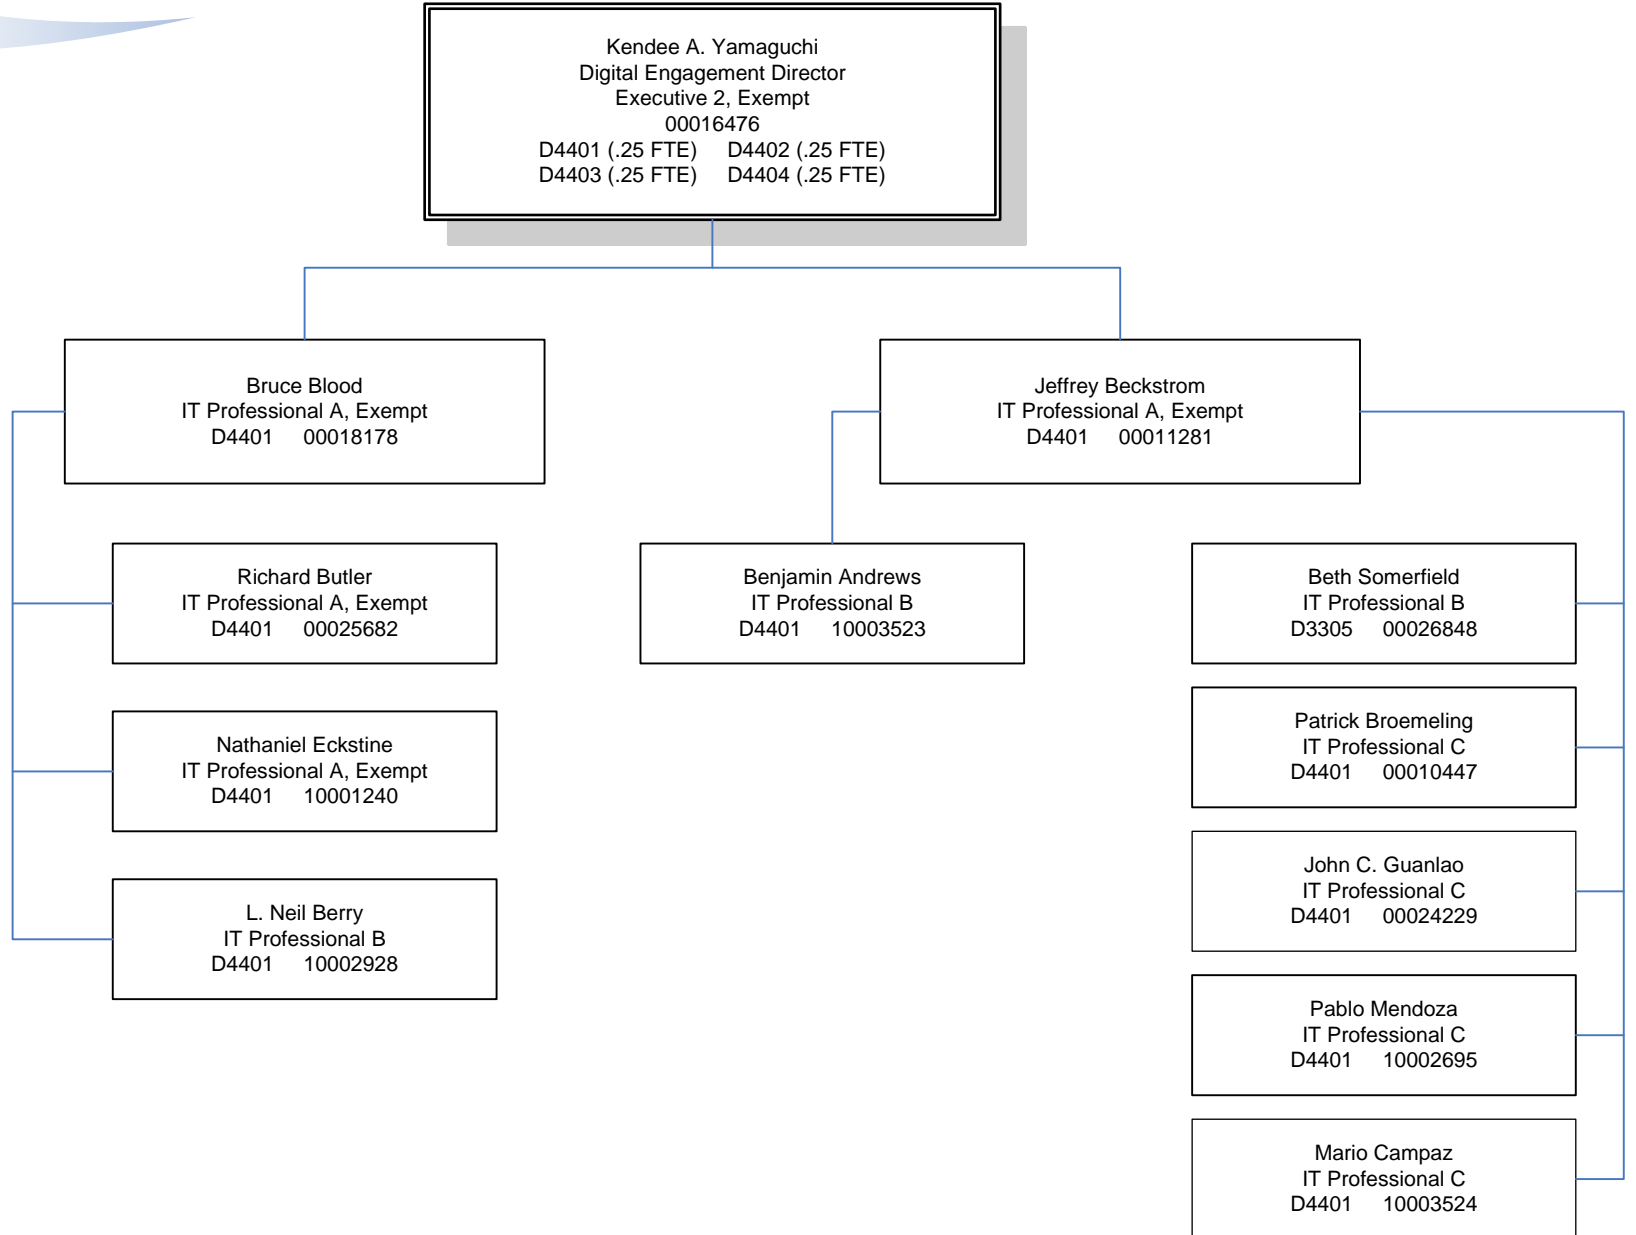 Kendee A. Yamaguchi
Digital Engagement Director
Executive 2, Exempt
00016476
D4401 (.25 FTE) D4402 (.25 FTE)
D4403 (.25 FTE) D4404 (.25 FTE)
Bruce Blood
IT Professional A, Exempt
D4401 00018178
Jeffrey Beckstrom
IT Professional A, Exempt
D4401 00011281
Richard Butler
IT Professional A, Exempt
D4401 00025682
Nathaniel Eckstine
IT Professional A, Exempt
D4401 10001240
L. Neil Berry
IT Professional B
D4401 10002928
Benjamin Andrews
IT Professional B
D4401 10003523
Beth Somerfield
IT Professional B
D3305 00026848
Patrick Broemeling
IT Professional C
D4401 00010447
John C. Guanlao
IT Professional C
D4401 00024229
Pablo Mendoza
IT Professional C
D4401 10002695
Mario Campaz
IT Professional C
D4401 10003524